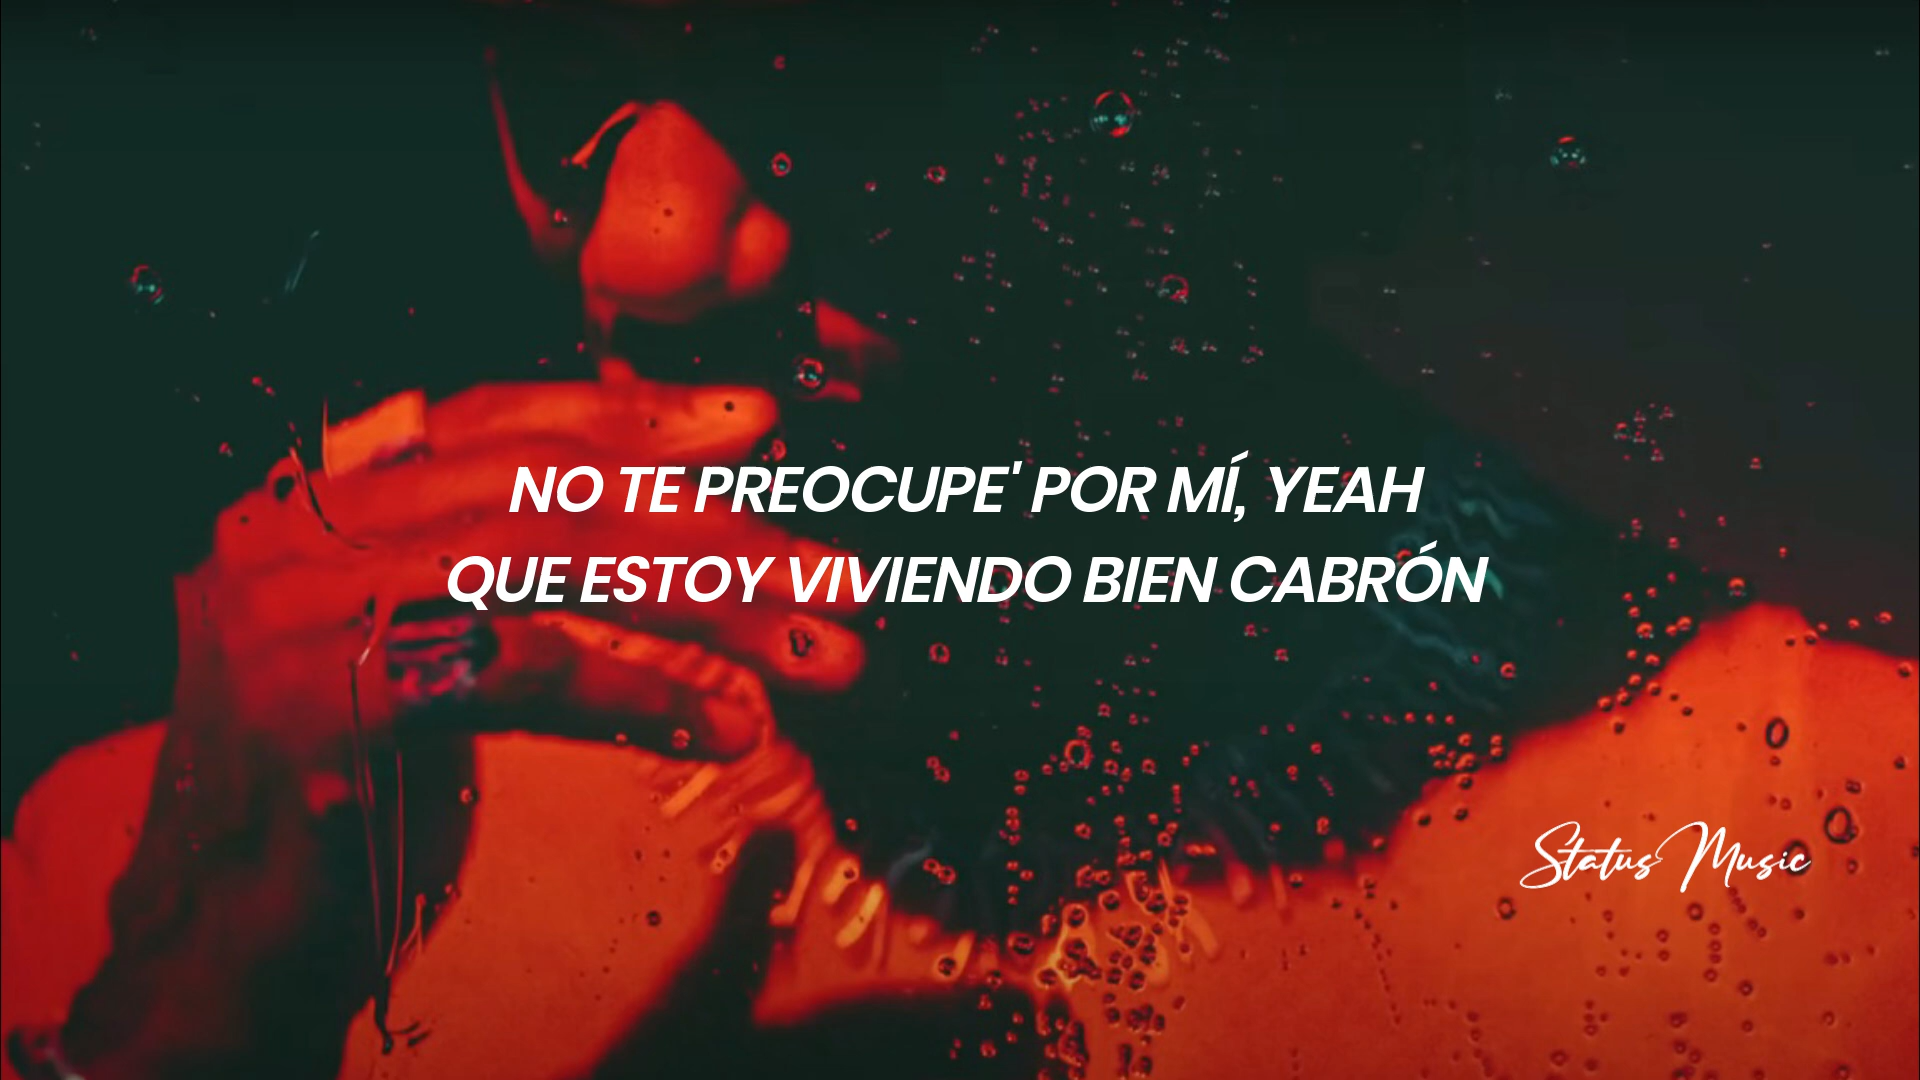 NO TE PREOCUPE' POR MÍ, YEAH
QUE ESTOY VIVIENDO BIEN CABRÓN
Status Music